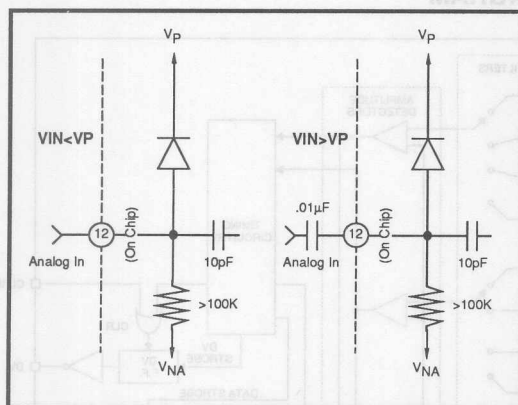 VP
VIN<VP
12
(On Chip)
Analog In
10pF
>100K
VNA
VP
VIN>VP
.01µF
12
(On Chip)
Analog In
10pF
>100K
VNA